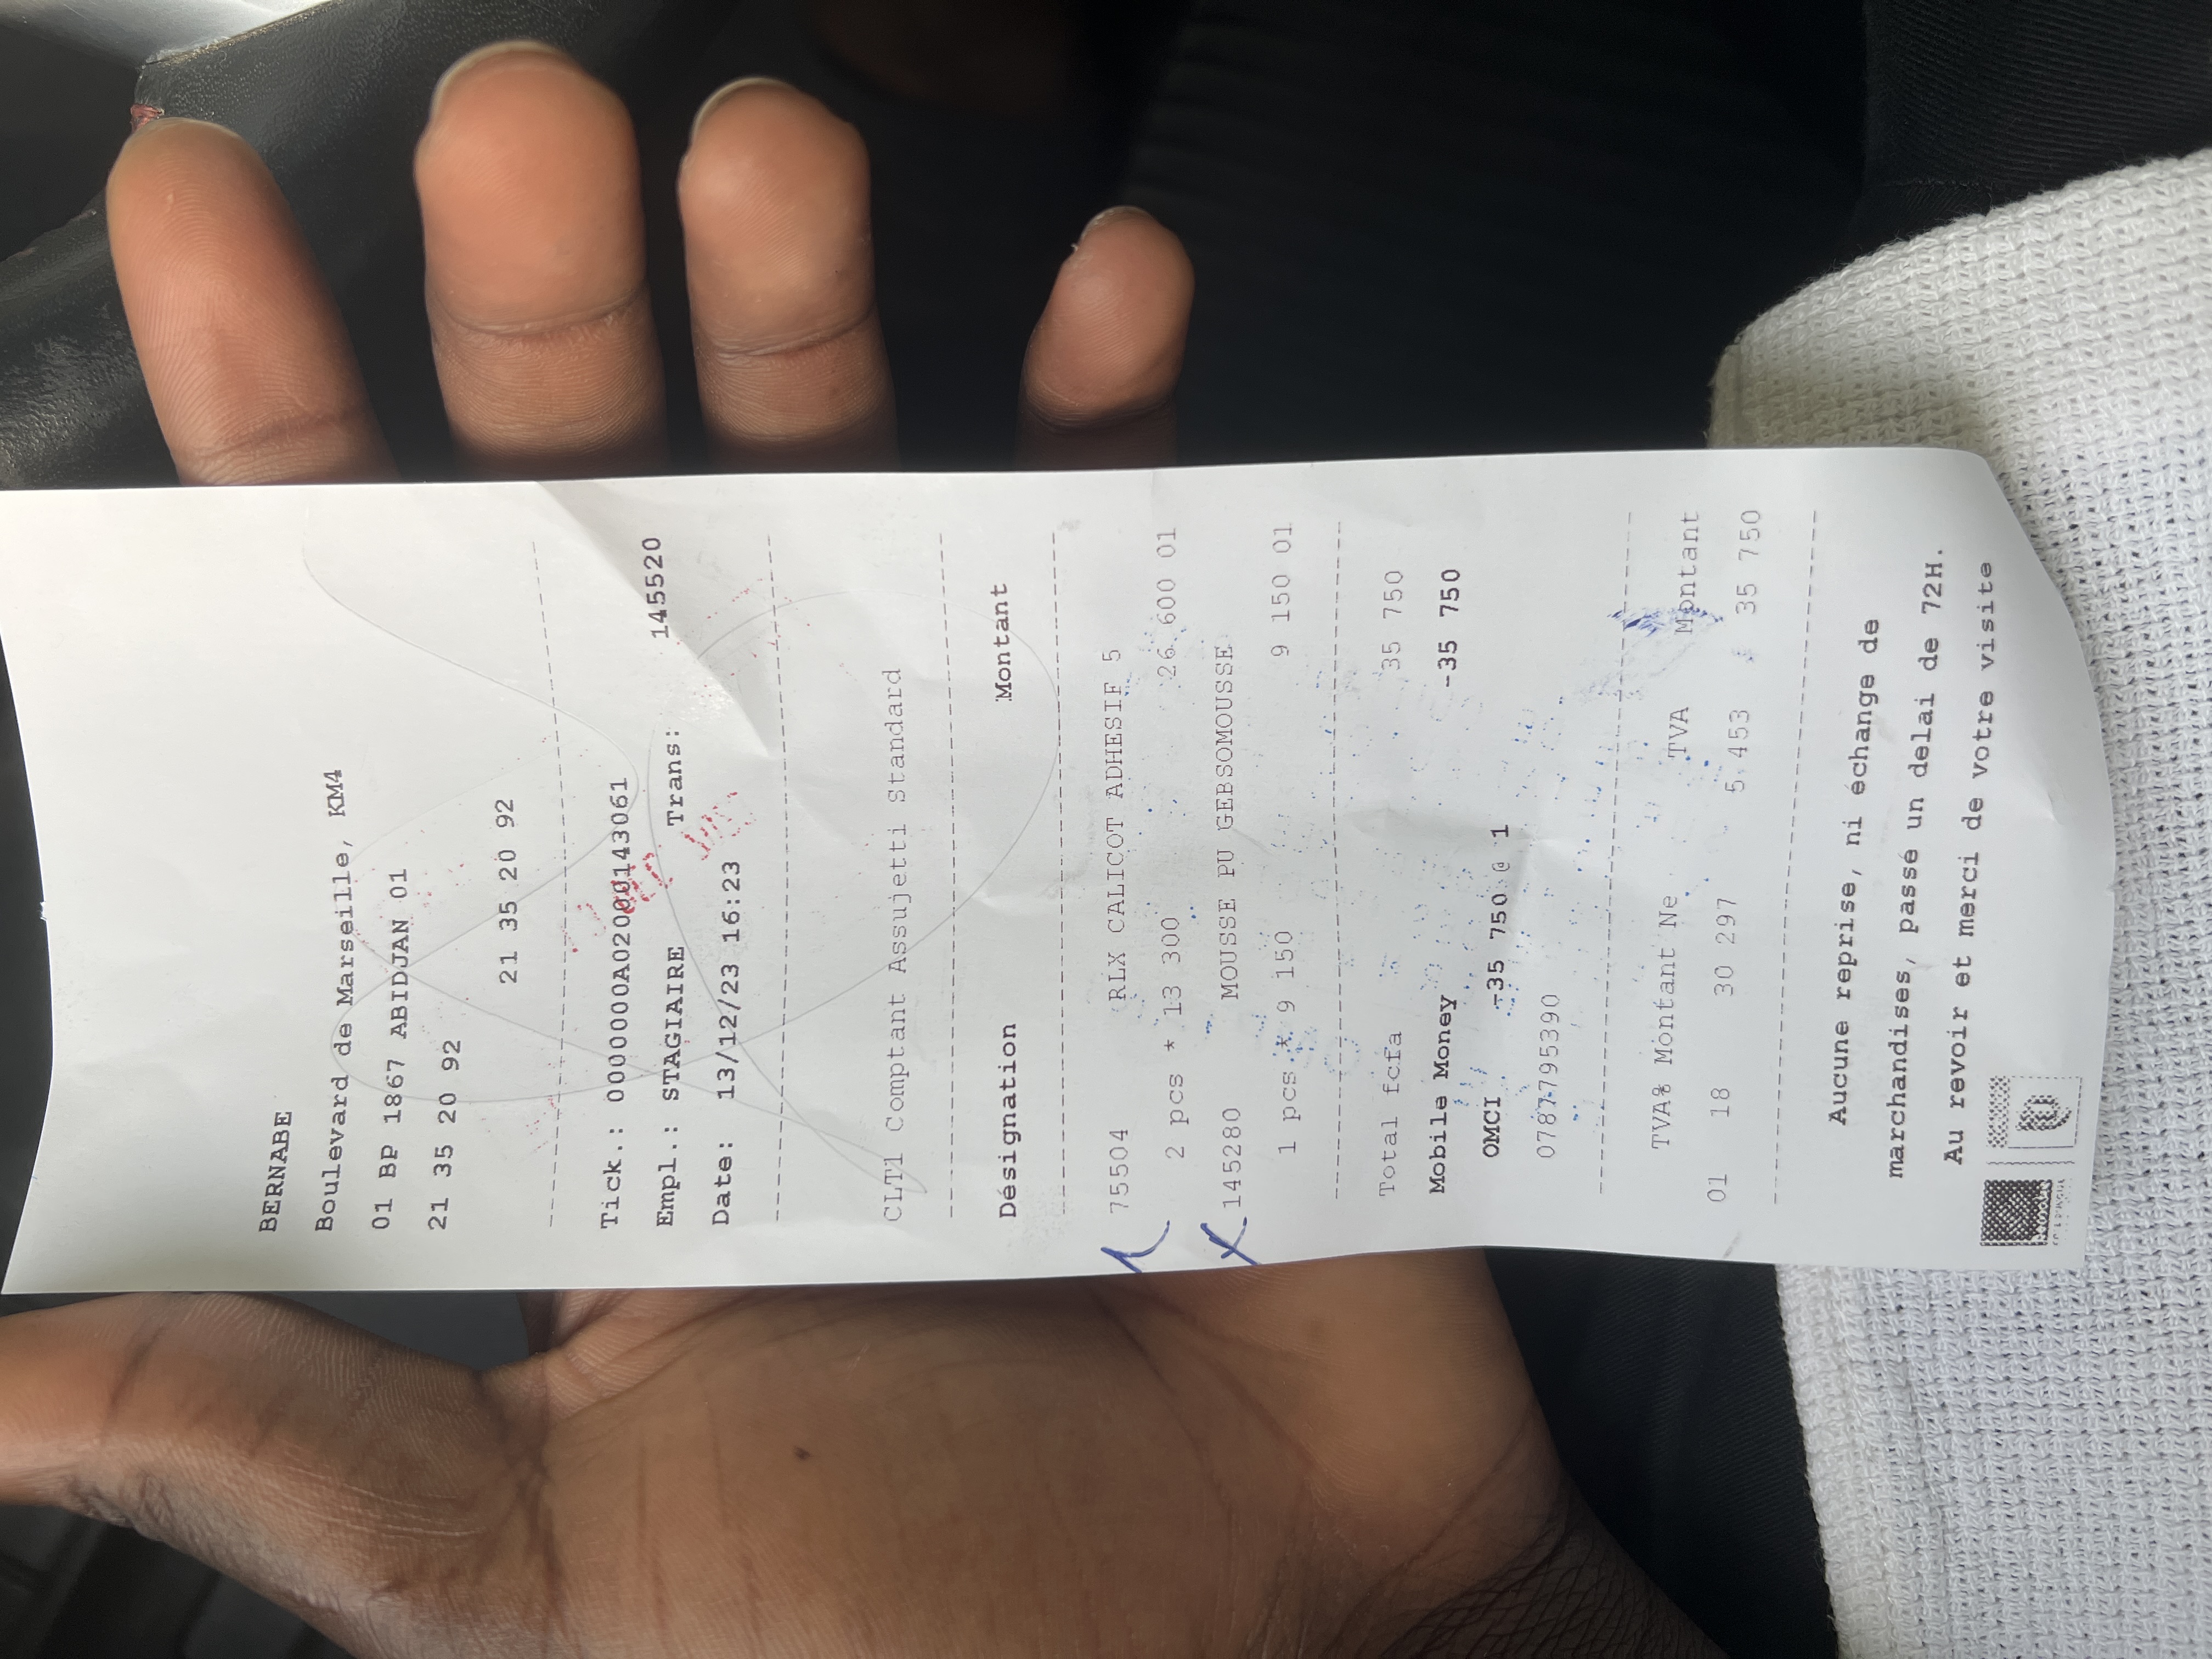 BERNABE
Boulevard de Marseille, KM4
01 BP 1867 ABIDJAN 01
21 35 20 92
21 35 20 92
Tick.: 0000000A02000143061
Empl.: STAGIAIRE Trans: 145520
Date: 13/12/23 16:23
CLT1 Comptant Assujetti Standard
Désignation Montant
75504 RLX CALICOT ADHESIF 5
2 pcs * 13 300 26 600 01
145280 MOUSSE PU GEBSOMOUSSE
1 pcs * 9 150 9 150 01
Total fcfa 35 750
Mobile Money -35 750
OMCI -35 750 @ 1
0787795390
TVA% Montant Ne TVA Montant
01 18 30 297 5 453 35 750
Aucune reprise, ni échange de
marchandises, passé un delai de 72H.
Au revoir et merci de votre visite